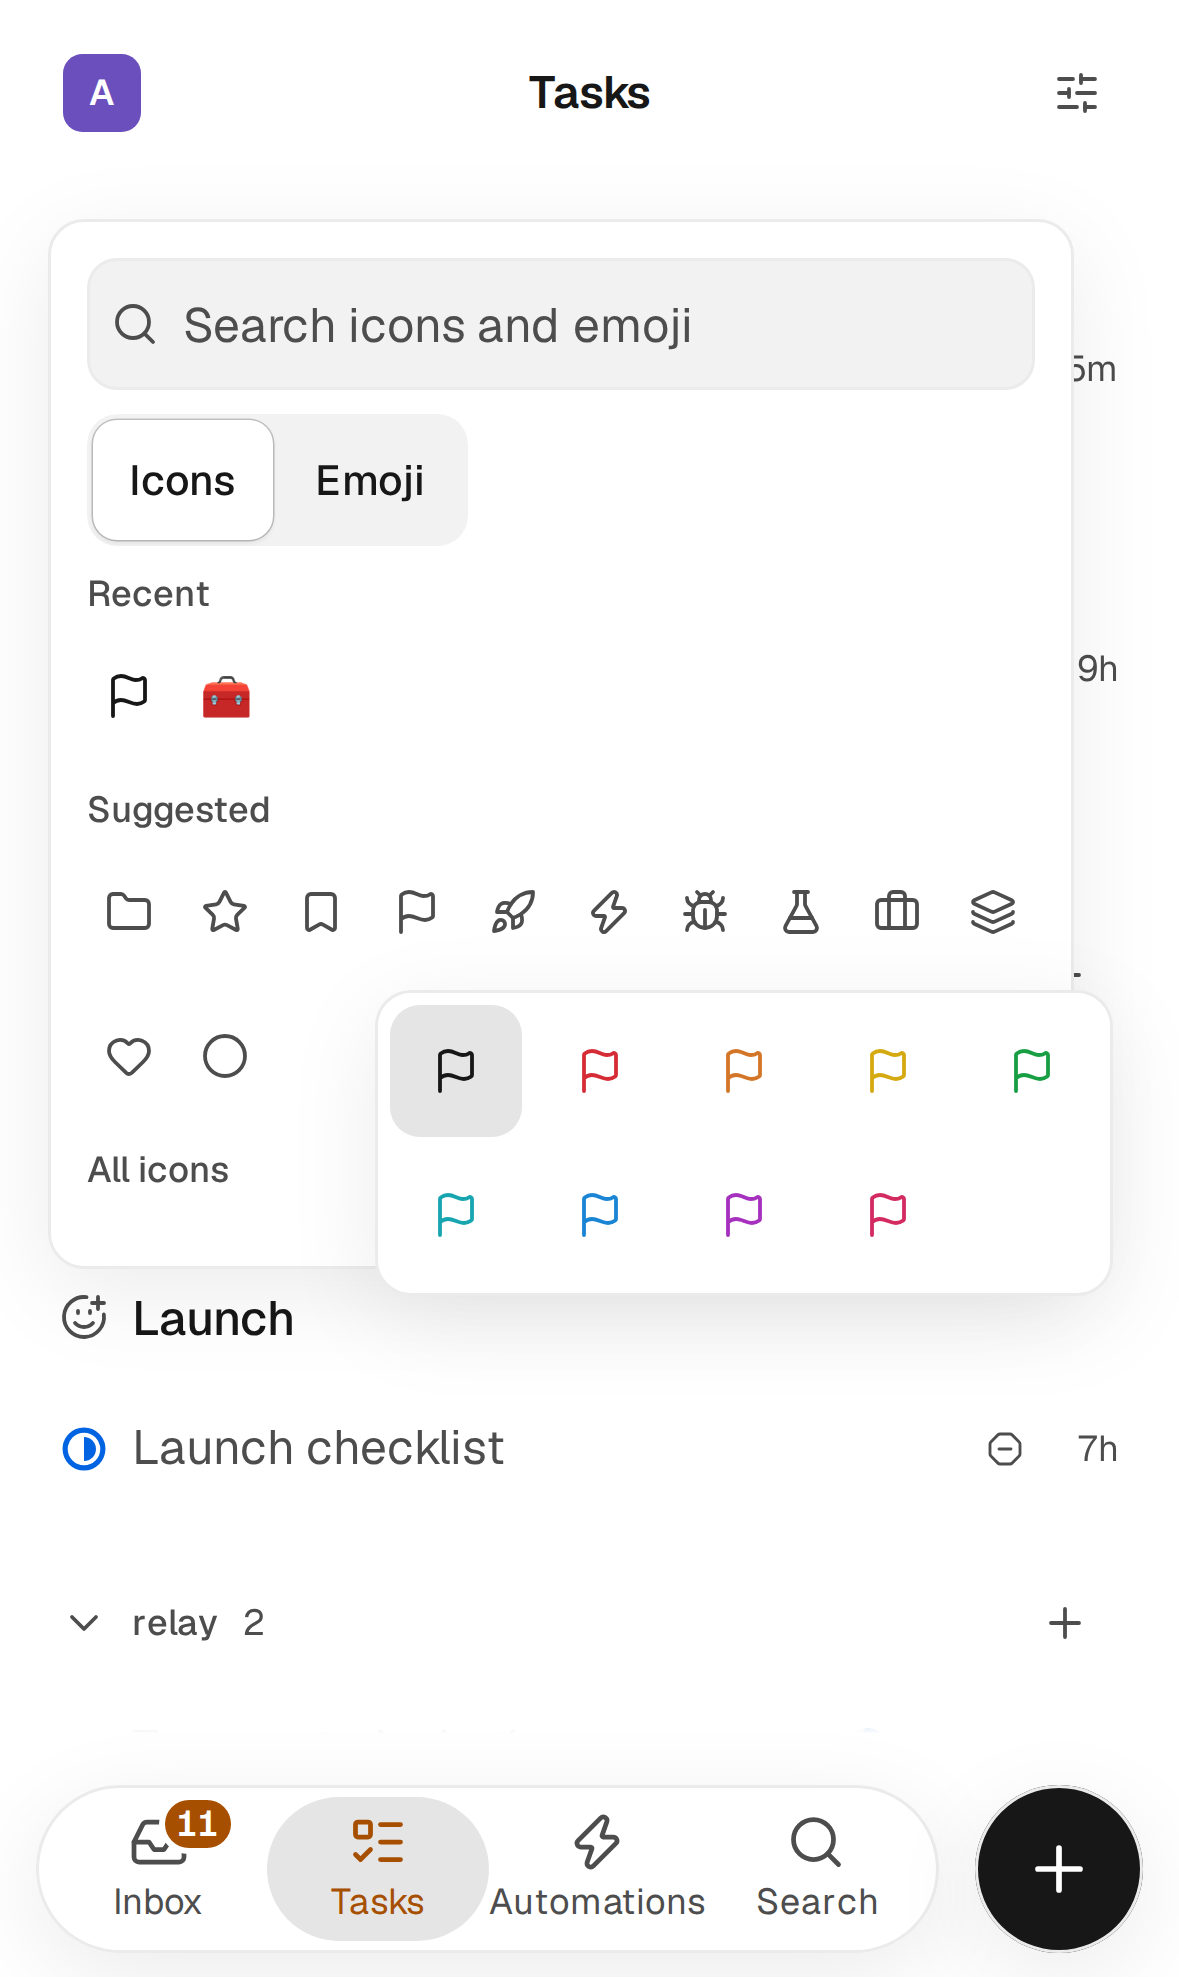 A
Tasks
Search icons and emoji
5m
Icons
Emoji
Recent
9h
Suggested
All icons
Launch
Launch checklist
7h
relay 2
11
Inbox
Tasks
Automations
Search